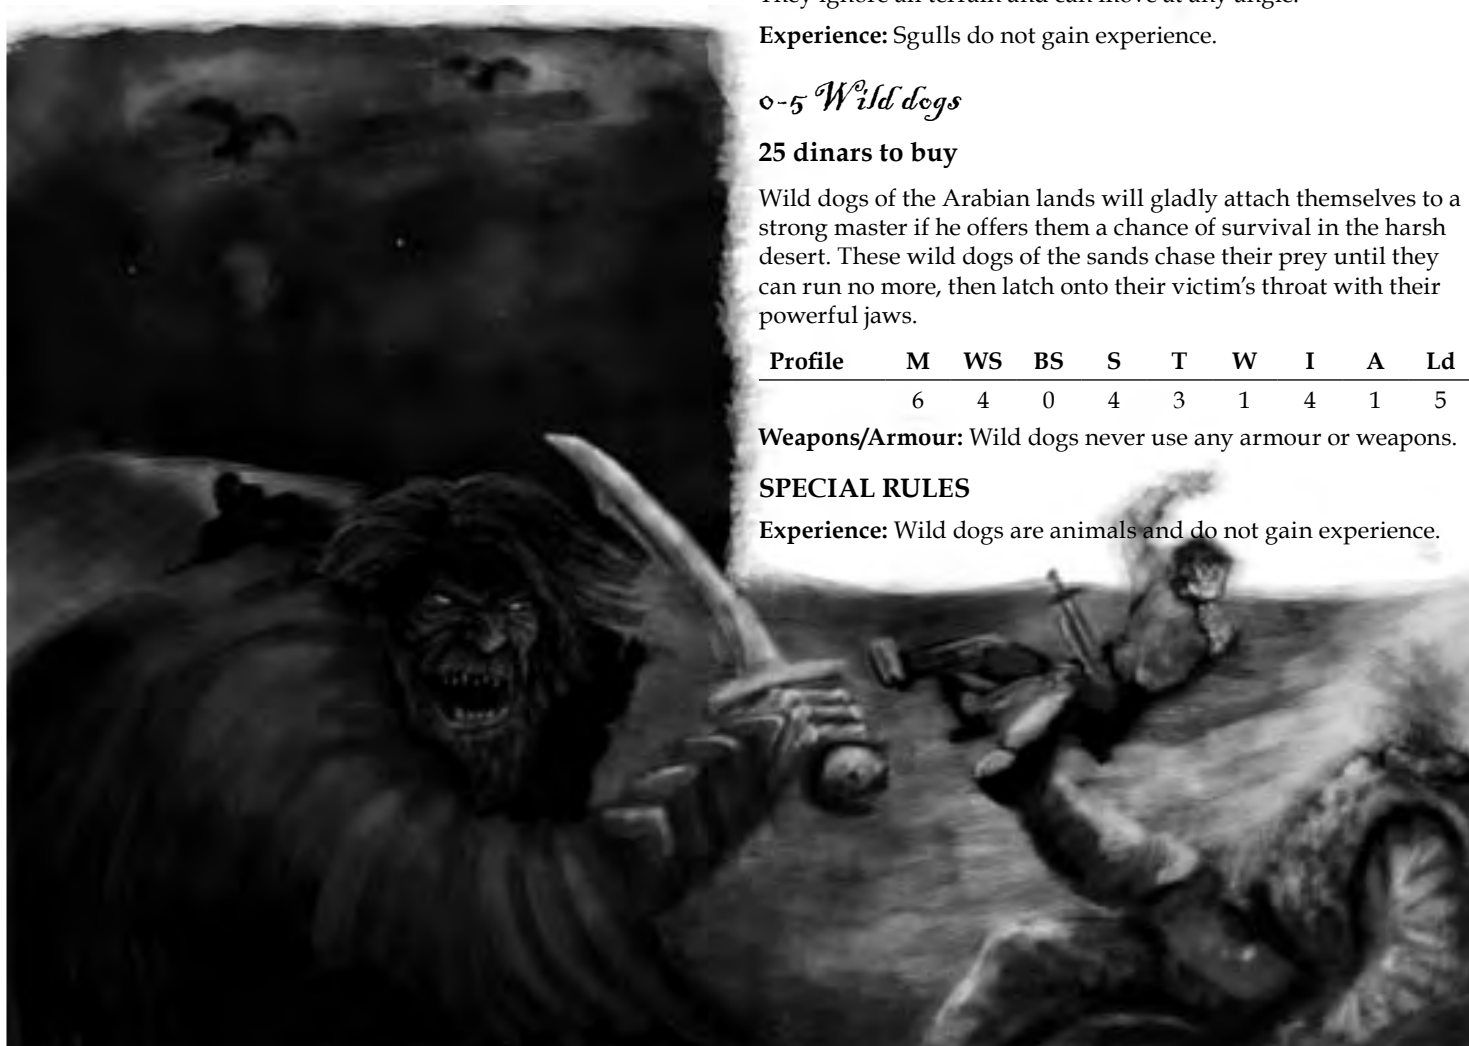 They ignore all terrain and can move at any angle.
Experience: Sgulls do not gain experience.
0-5 Wild dogs
25 dinars to buy
Wild dogs of the Arabian lands will gladly attach themselves to a
strong master if he offers them a chance of survival in the harsh
desert. These wild dogs of the sands chase their prey until they
can run no more, then latch onto their victim's throat with their
powerful jaws.
Profile M WS BS S T W I A Ld
6 4 0 4 3 1 4 1 5
Weapons/Armour: Wild dogs never use any armour or weapons.
SPECIAL RULES
Experience: Wild dogs are animals and do not gain experience.